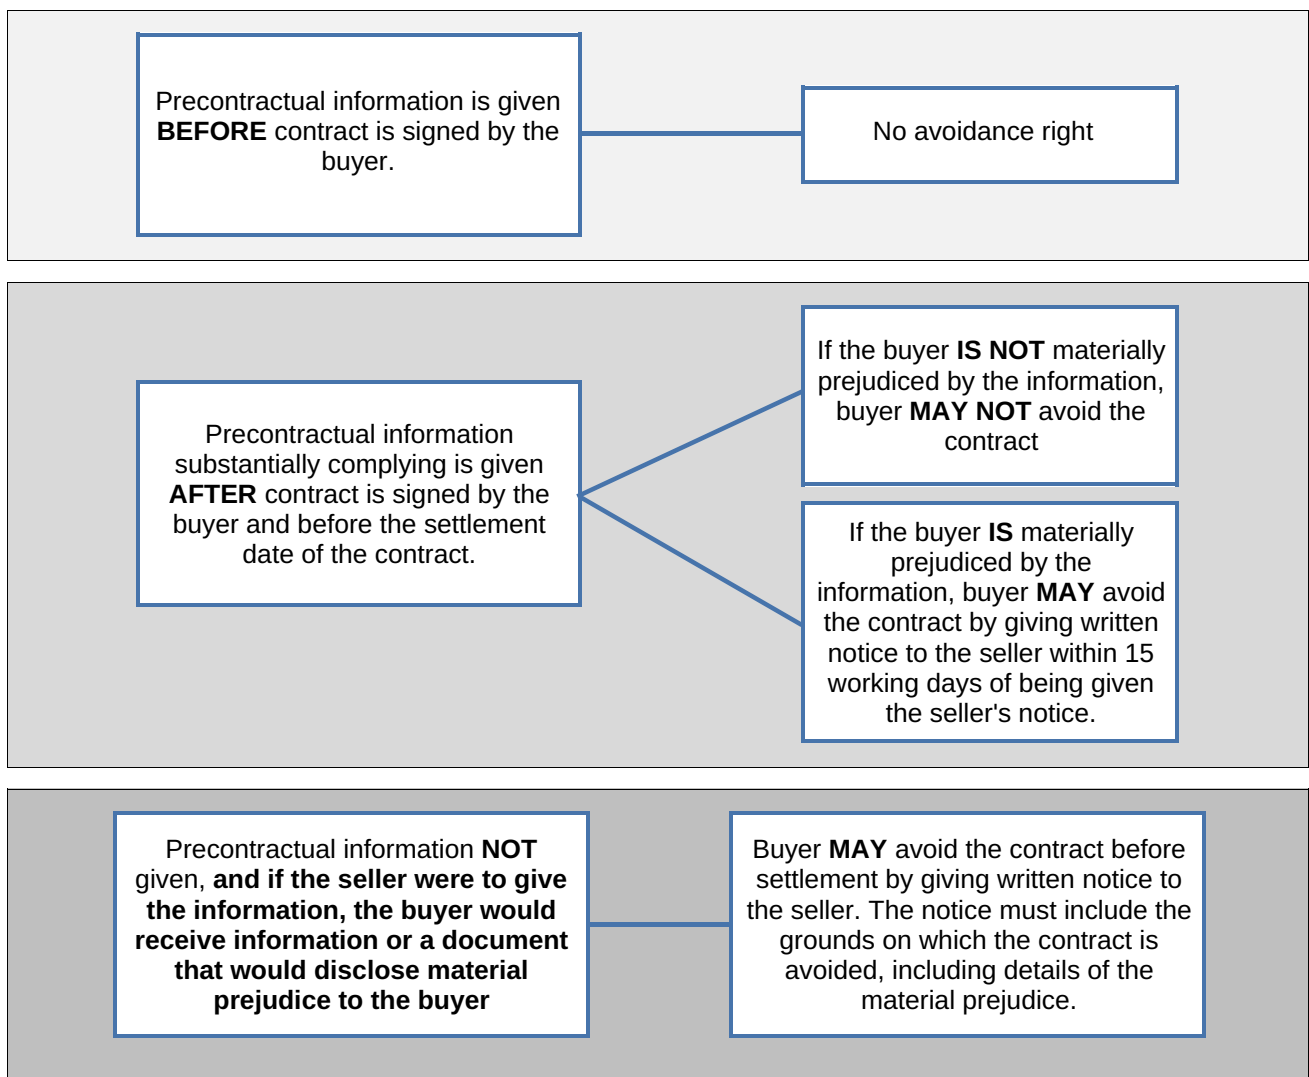 Precontractual information is given
BEFORE contract is signed by the
buyer.
No avoidance right
Precontractual information
substantially complying is given
AFTER contract is signed by the
buyer and before the settlement
date of the contract.
If the buyer IS NOT materially
prejudiced by the information,
buyer MAY NOT avoid the
contract
If the buyer IS materially
prejudiced by the
information, buyer MAY avoid
the contract by giving written
notice to the seller within 15
working days of being given
the seller's notice.
Precontractual information NOT
given, and if the seller were to give
the information, the buyer would
receive information or a document
that would disclose material
prejudice to the buyer
Buyer MAY avoid the contract before
settlement by giving written notice to
the seller. The notice must include the
grounds on which the contract is
avoided, including details of the
material prejudice.